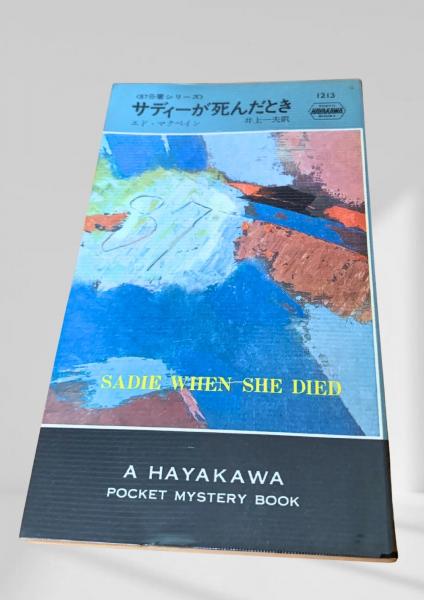 〈87分署シリーズ〉
1213
サディーが死んだとき
HAYAKAWA
エド・マクベイン
井上一夫訳
87
SADIE WHEN SHE DIED
A HAYAKAWA
POCKET MYSTERY BOOK